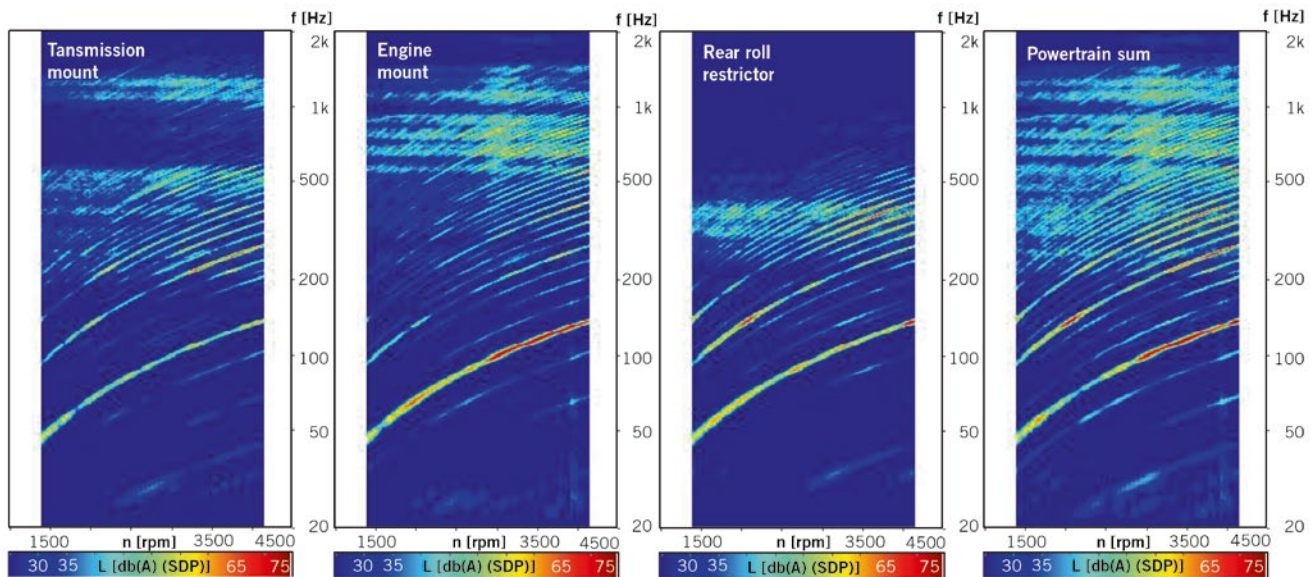 f [Hz]
2k
1k
500
200
100
50
20
Tansmission
mount
1500 n [rpm] 3500 4500
30 35 L [db(A) (SDP)] 65 75
f [Hz]
2k
1k
500
200
100
50
20
Engine
mount
1500 n [rpm] 3500 4500
30 35 L [db(A) (SDP)] 65 75
f [Hz]
2k
1k
500
200
100
50
20
Rear roll
restrictor
1500 n [rpm] 3500 4500
30 35 L [db(A) (SDP)] 65 75
f [Hz]
2k
1k
500
200
100
50
20
Powertrain sum
1500 n [rpm] 3500 4500
30 35 L [db(A) (SDP)] 65 75